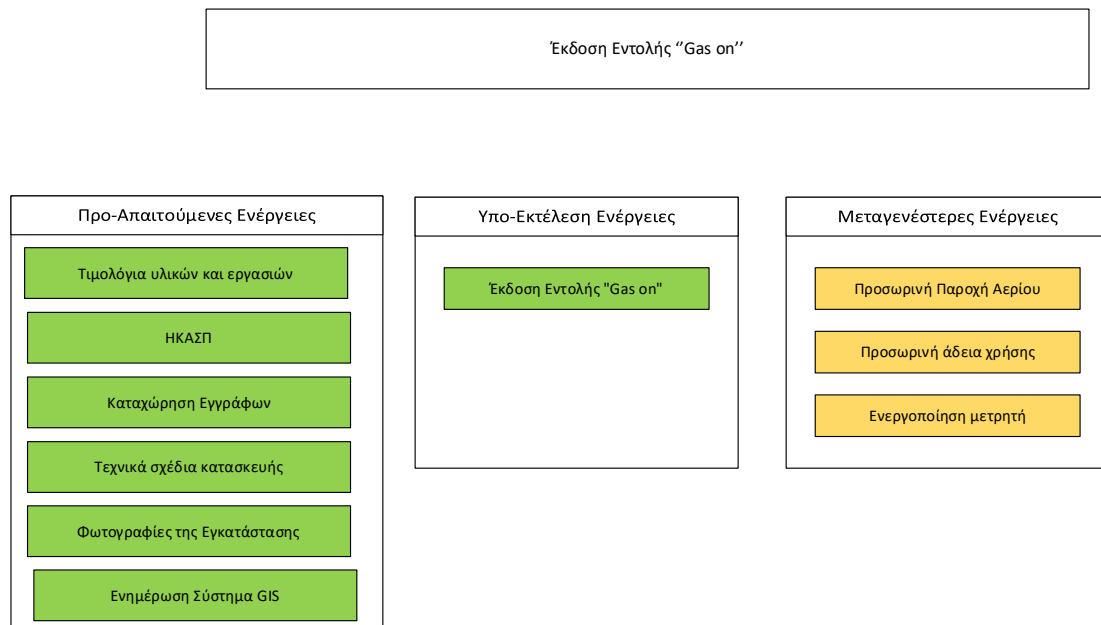 Έκδοση Εντολής ‘’Gas on’’
Προ-Απαιτούμενες Ενέργειες
Τιμολόγια υλικών και εργασιών
ΗΚΑΣΠ
Καταχώρηση Εγγράφων
Τεχνικά σχέδια κατασκευής
Φωτογραφίες της Εγκατάστασης
Ενημέρωση Σύστημα GIS
Υπο-Εκτέλεση Ενέργειες
Έκδοση Εντολής "Gas on"
Μεταγενέστερες Ενέργειες
Προσωρινή Παροχή Αερίου
Προσωρινή άδεια χρήσης
Ενεργοποίηση μετρητή